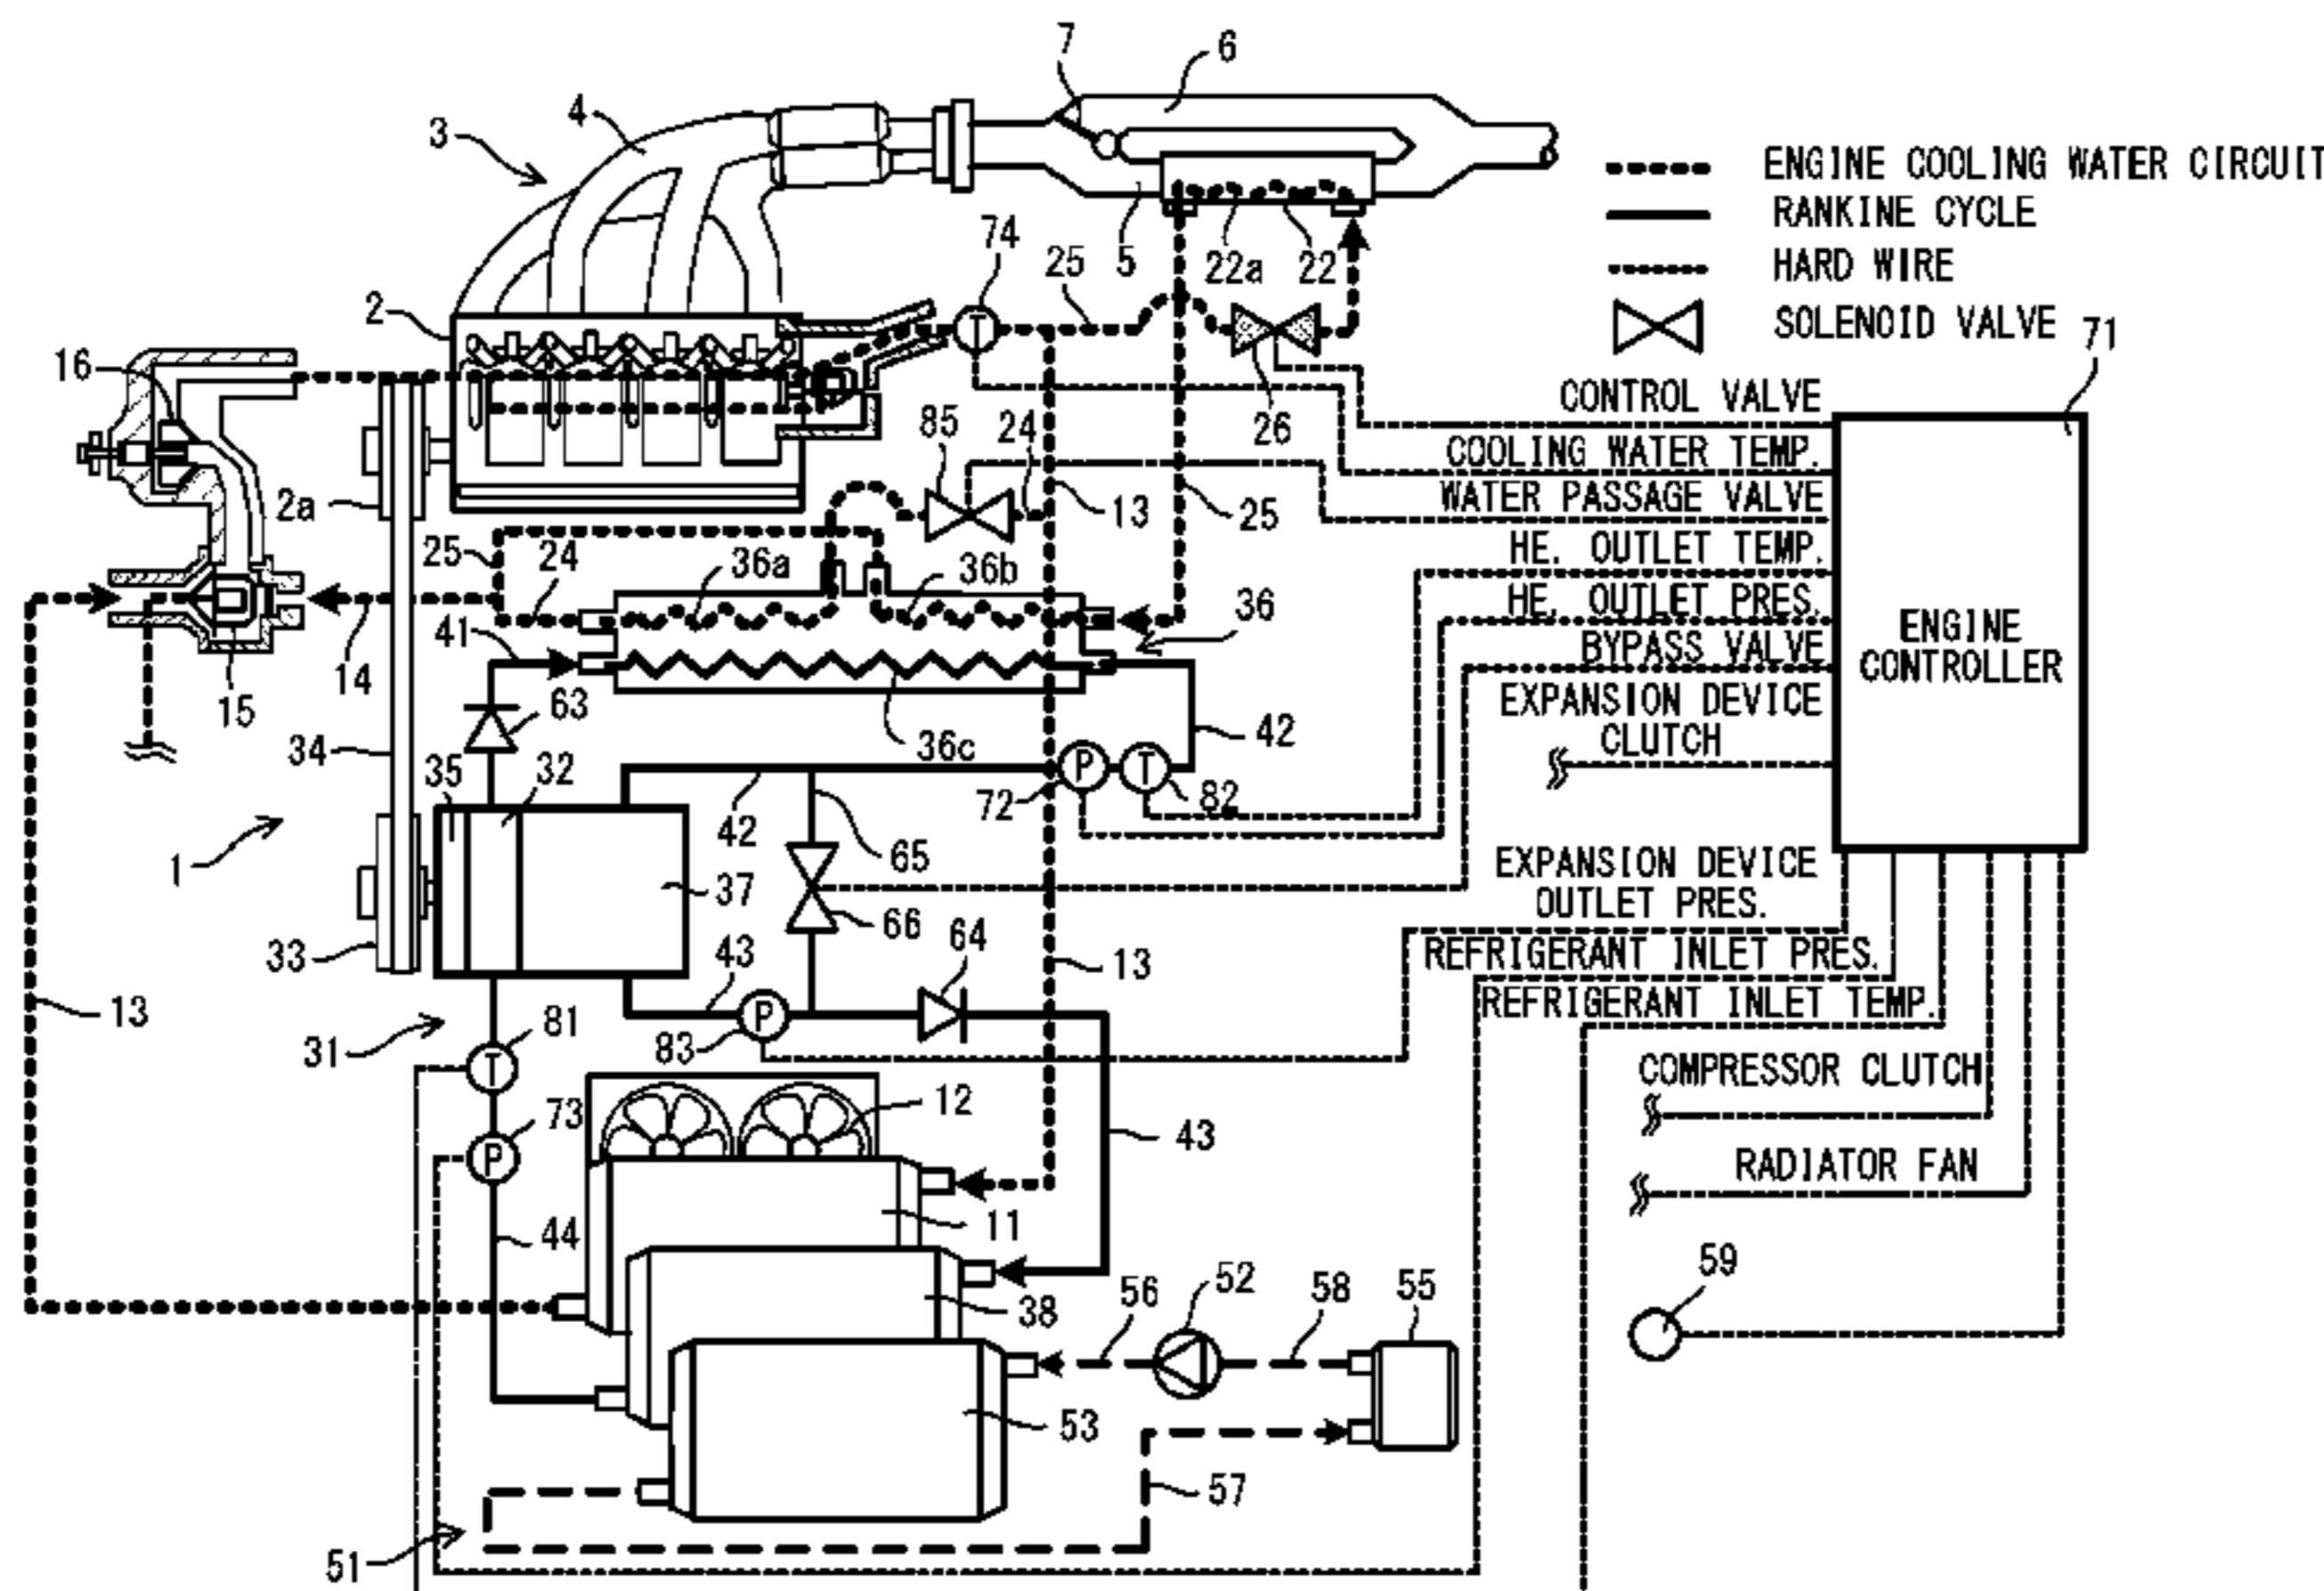 7
6
4
3
ENGINE COOLING WATER CIRCUIT
RANKINE CYCLE
HARD WIRE
SOLENOID VALVE
74
25
5
22a
22
2
T
71
16
26
CONTROL VALVE
85
24
COOLING WATER TEMP.
2a
WATER PASSAGE VALVE
13
25
HE. OUTLET TEMP.
25
24
36a
36b
HE. OUTLET PRES.
36
41
BYPASS VALVE
ENGINE
CONTROLLER
14
15
63
EXPANSION DEVICE
CLUTCH
42
36c
34
35
32
P
T
72
82
42
1
65
EXPANSION DEVICE
OUTLET PRES.
37
66
64
33
43
13
REFRIGERANT INLET PRES.
REFRIGERANT INLET TEMP.
13
P
81
31
83
T
COMPRESSOR CLUTCH
73
12
P
43
RADIATOR FAN
11
44
59
52
55
56
58
38
53
57
51